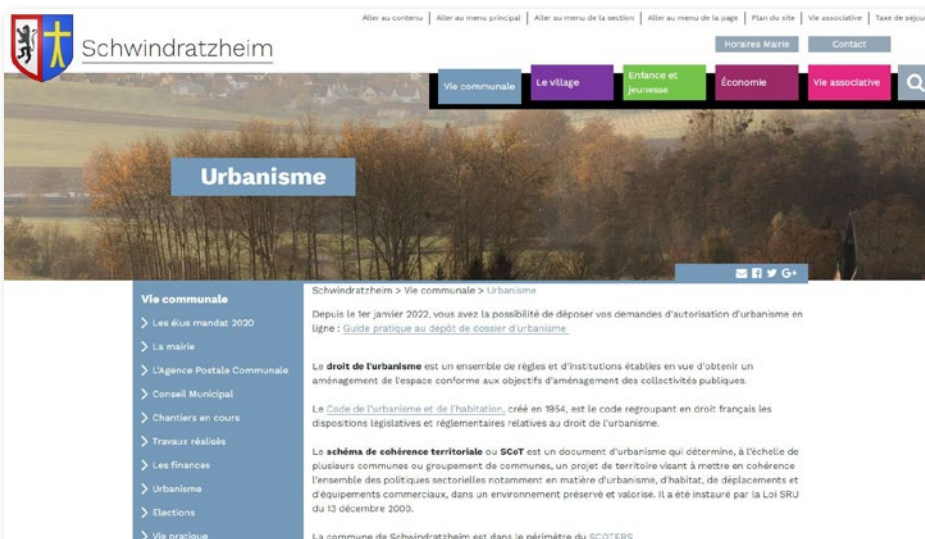 Aller au contenu | Aller au menu principal | Aller au menu de la section | Aller au menu de la page | Plan du site | Vie associative | Taxe de séjou
Schwindratzheim
Horaires Mairie
Contact
Vie communale
Le village
Enfance et
jeunesse
Économie
Vie associative
Urbanisme
G+
Vie communale
Les élus mandat 2020
La mairie
L'Agence Postale Communale
Conseil Municipal
Chantiers en cours
Travaux réalisés
Les finances
Urbanisme
Elections
Vie pratique
Schwindratzheim > Vie communale > Urbanisme
Depuis le 1er janvier 2022, vous avez la possibilité de déposer vos demandes d'autorisation d'urbanisme en
ligne : Guide pratique au dépôt de dossier d'urbanisme
Le droit de l'urbanisme est un ensemble de règles et d'institutions établies en vue d'obtenir un
aménagement de l'espace conforme aux objectifs d'aménagement des collectivités publiques.
Le Code de l'urbanisme et de l'habitation, créé en 1954, est le code regroupant en droit français les
dispositions législatives et réglementaires relatives au droit de l'urbanisme.
Le schéma de cohérence territoriale ou SCoT est un document d'urbanisme qui détermine, à l'échelle de
plusieurs communes ou groupement de communes, un projet de territoire visant à mettre en cohérence
l'ensemble des politiques sectorielles notamment en matière d'urbanisme, d'habitat, de déplacements et
d'équipements commerciaux, dans un environnement préservé et valorisé. Il a été instauré par la Loi SRU
du 13 décembre 2000.
La commune de Schwindratzheim est dans le périmètre du SCOTERS